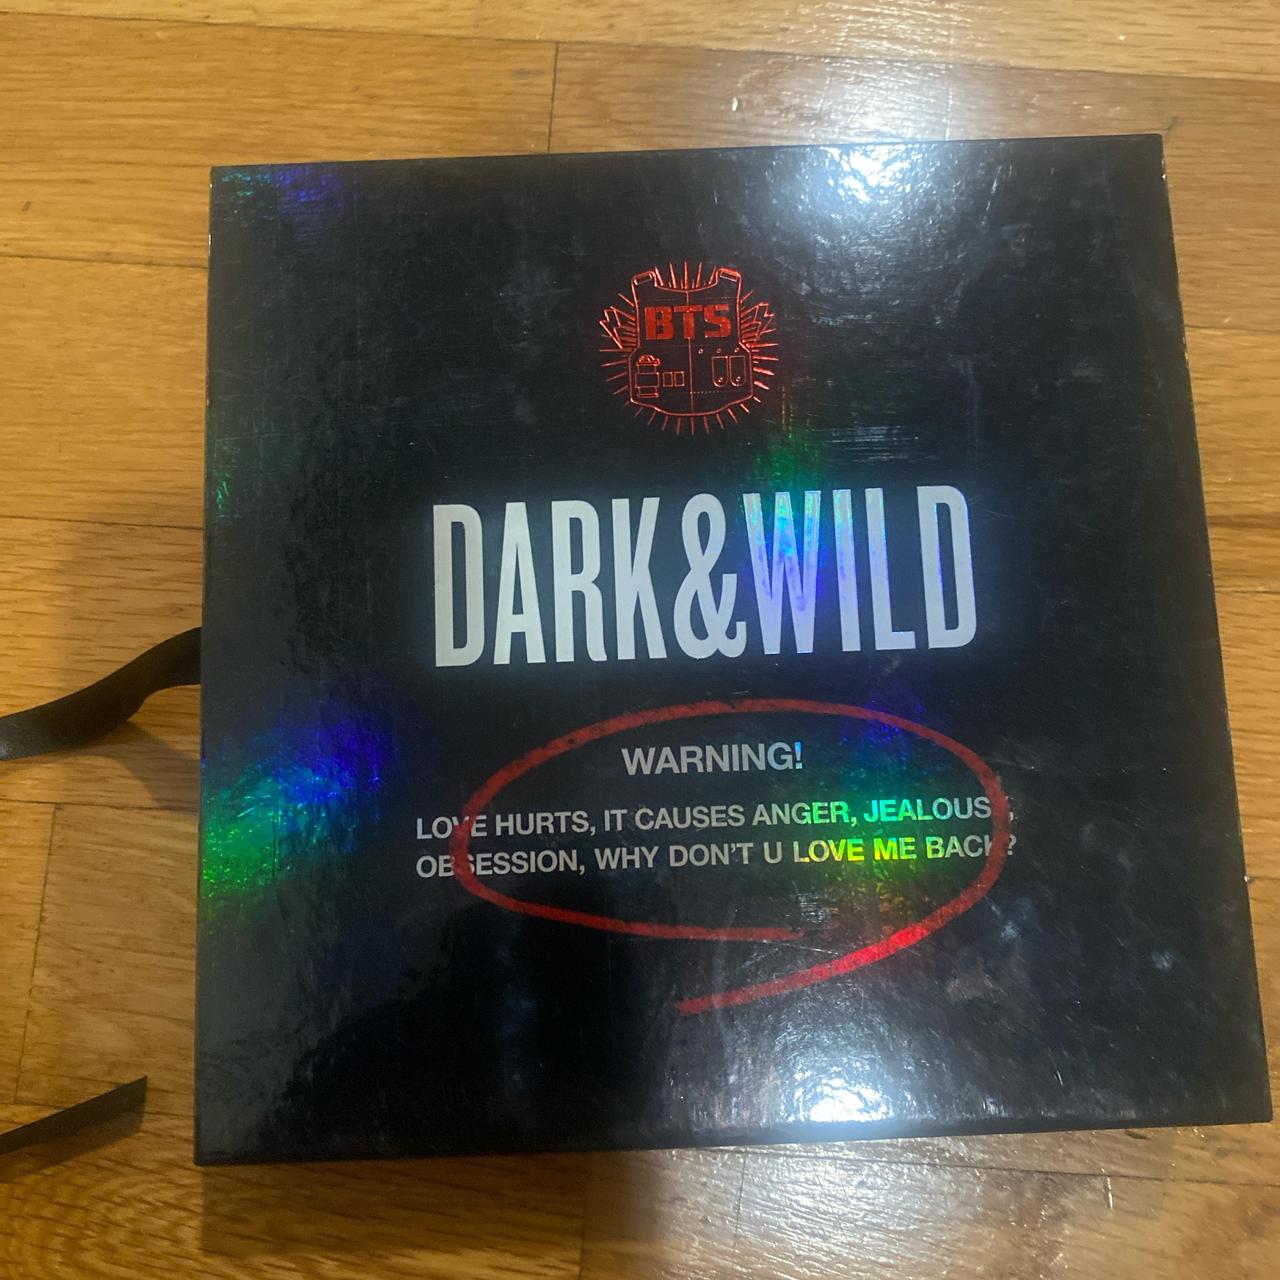 BTS
DARK&WILD
WARNING!
LOVE HURTS, IT CAUSES ANGER, JEALOUSY,
OBSESSION, WHY DON'T U LOVE ME BACK?